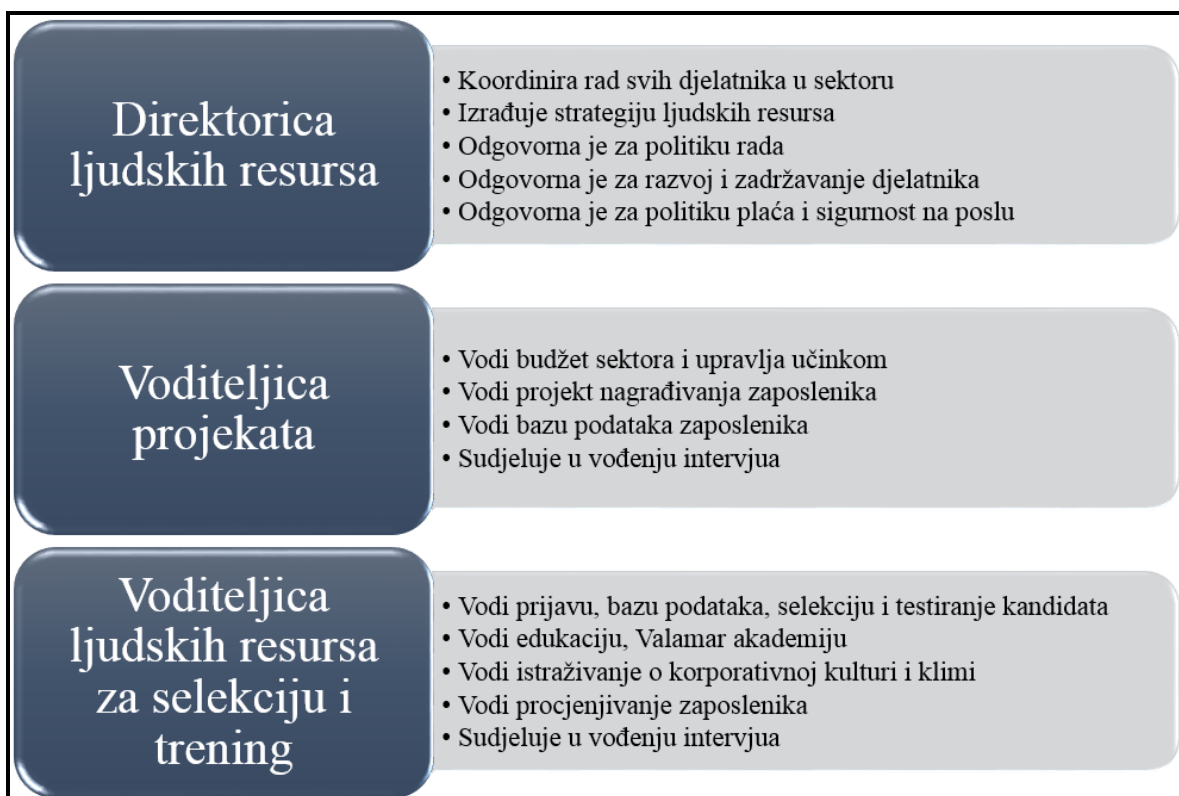 Direktorica
ljudskih resursa
• Koordinira rad svih djelatnika u sektoru
• Izrađuje strategiju ljudskih resursa
• Odgovorna je za politiku rada
• Odgovorna je za razvoj i zadržavanje djelatnika
• Odgovorna je za politiku plaća i sigurnost na poslu
Voditeljica
projekata
• Vodi budžet sektora i upravlja učinkom
• Vodi projekt nagrađivanja zaposlenika
• Vodi bazu podataka zaposlenika
• Sudjeluje u vođenju intervjua
Voditeljica
ljudskih resursa
za selekciju i
trening
• Vodi prijavu, bazu podataka, selekciju i testiranje kandidata
• Vodi edukaciju, Valamar akademiju
• Vodi istraživanje o korporativnoj kulturi i klimi
• Vodi procjenjivanje zaposlenika
• Sudjeluje u vođenju intervjua